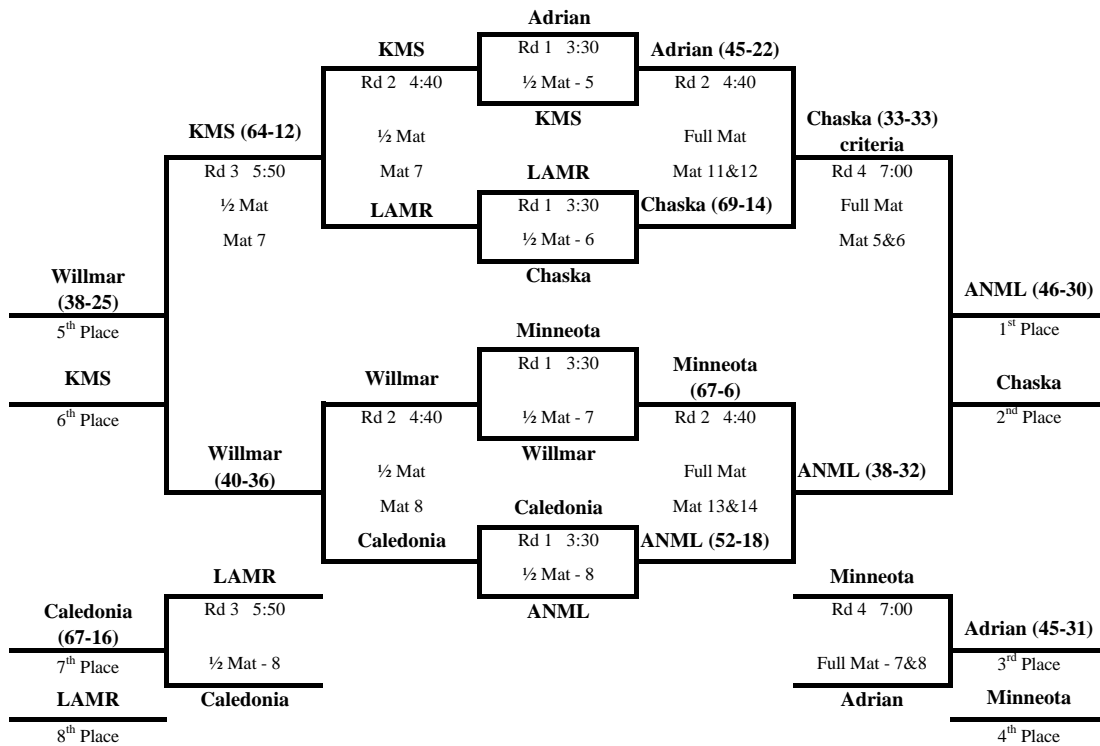 Adrian
KMS
Rd 1 3:30
Adrian (45-22)
Rd 2 4:40
½ Mat - 5
Rd 2 4:40
KMS
KMS (64-12)
½ Mat
Full Mat
Chaska (33-33)
criteria
Rd 3 5:50
Mat 7
LAMR
Mat 11&12
Rd 4 7:00
½ Mat
LAMR
Rd 1 3:30
Chaska (69-14)
Full Mat
Mat 7
½ Mat - 6
Mat 5&6
Willmar
(38-25)
Chaska
ANML (46-30)
5th Place
1st Place
Minneota
KMS
Willmar
Rd 1 3:30
Minneota
(67-6)
Chaska
6th Place
Rd 2 4:40
½ Mat - 7
Rd 2 4:40
2nd Place
Willmar
(40-36)
½ Mat
Willmar
Full Mat
ANML (38-32)
Mat 8
Caledonia
Mat 13&14
Caledonia
Rd 1 3:30
ANML (52-18)
LAMR
½ Mat - 8
Minneota
Caledonia
(67-16)
Rd 3 5:50
ANML
Rd 4 7:00
Adrian (45-31)
7th Place
½ Mat - 8
Full Mat - 7&8
3rd Place
LAMR
Caledonia
Adrian
Minneota
8th Place
4th Place